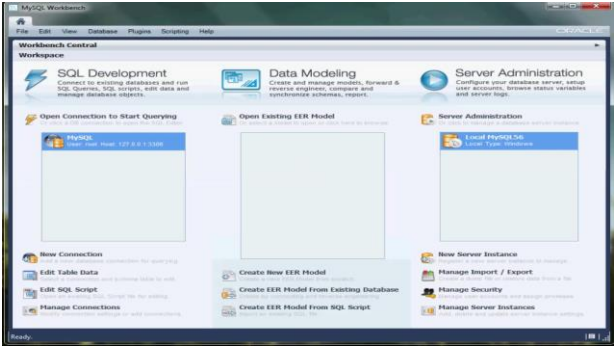 MySQL Workbench
File Edit View Database Plugins Scripting Help
ORACLE
Workbench Central
Workspace
SQL Development
Connect to existing databases and run
SQL Queries, SQL scripts, edit data and
manage database objects.
Data Modeling
Create and manage models, forward &
reverse engineer, compare and
synchronize schemas, report.
Server Administration
Configure your database server, setup
user accounts, browse status variables
and server logs.
Open Connection to Start Querying
Open Existing EER Model
Server Administration
MySQL
User: root Host: 127.0.0.1:3306
Local MySQL56
Local Type: Windows
New Connection
Add a new database connection for querying.
Edit Table Data
Edit SQL Script
Manage Connections
Create New EER Model
Create EER Model From Existing Database
Create EER Model From SQL Script
New Server Instance
Manage Import / Export
Manage Security
Manage Server Instances
Ready.